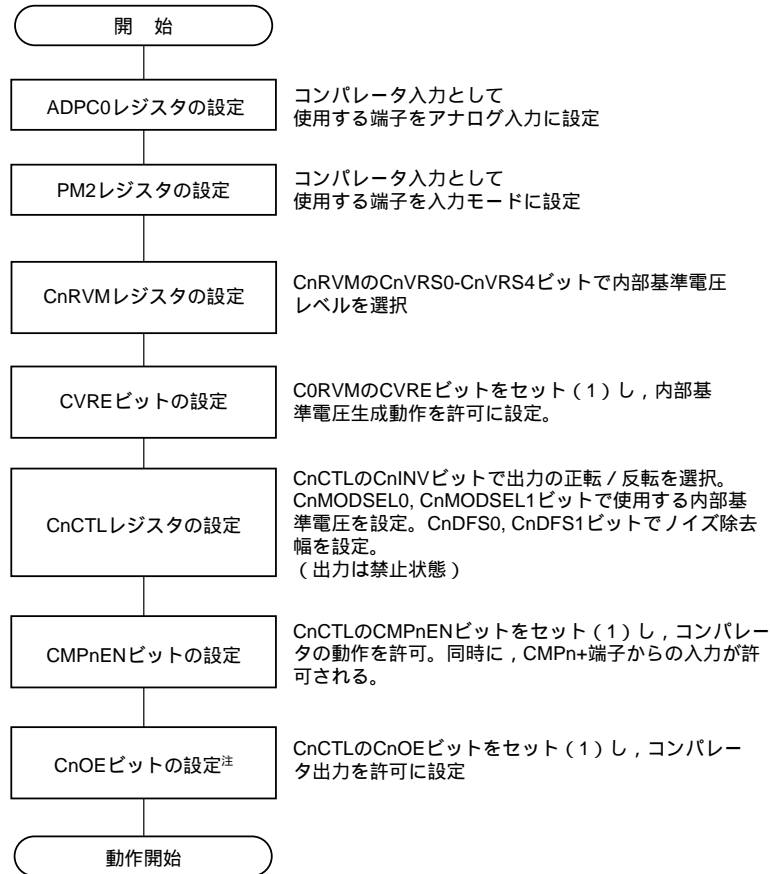 開　始
ADPC0レジスタの設定
コンパレータ入力として
使用する端子をアナログ入力に設定
PM2レジスタの設定
コンパレータ入力として
使用する端子を入力モードに設定
CnRVMレジスタの設定
CnRVMのCnVRS0-CnVRS4ビットで内部基準電圧
レベルを選択
CVREビットの設定
C0RVMのCVREビットをセット（1）し，内部基
準電圧生成動作を許可に設定。
CnCTLレジスタの設定
CnCTLのCnINVビットで出力の正転／反転を選択。
CnMODSEL0, CnMODSEL1ビットで使用する内部基
準電圧を設定。CnDFS0, CnDFS1ビットでノイズ除去
幅を設定。
（出力は禁止状態）
CMPnENビットの設定
CnCTLのCMPnENビットをセット（1）し，コンパレー
タの動作を許可。同時に，CMPn+端子からの入力が許
可される。
CnOEビットの設定注
CnCTLのCnOEビットをセット（1）し，コンパレー
タ出力を許可に設定
動作開始